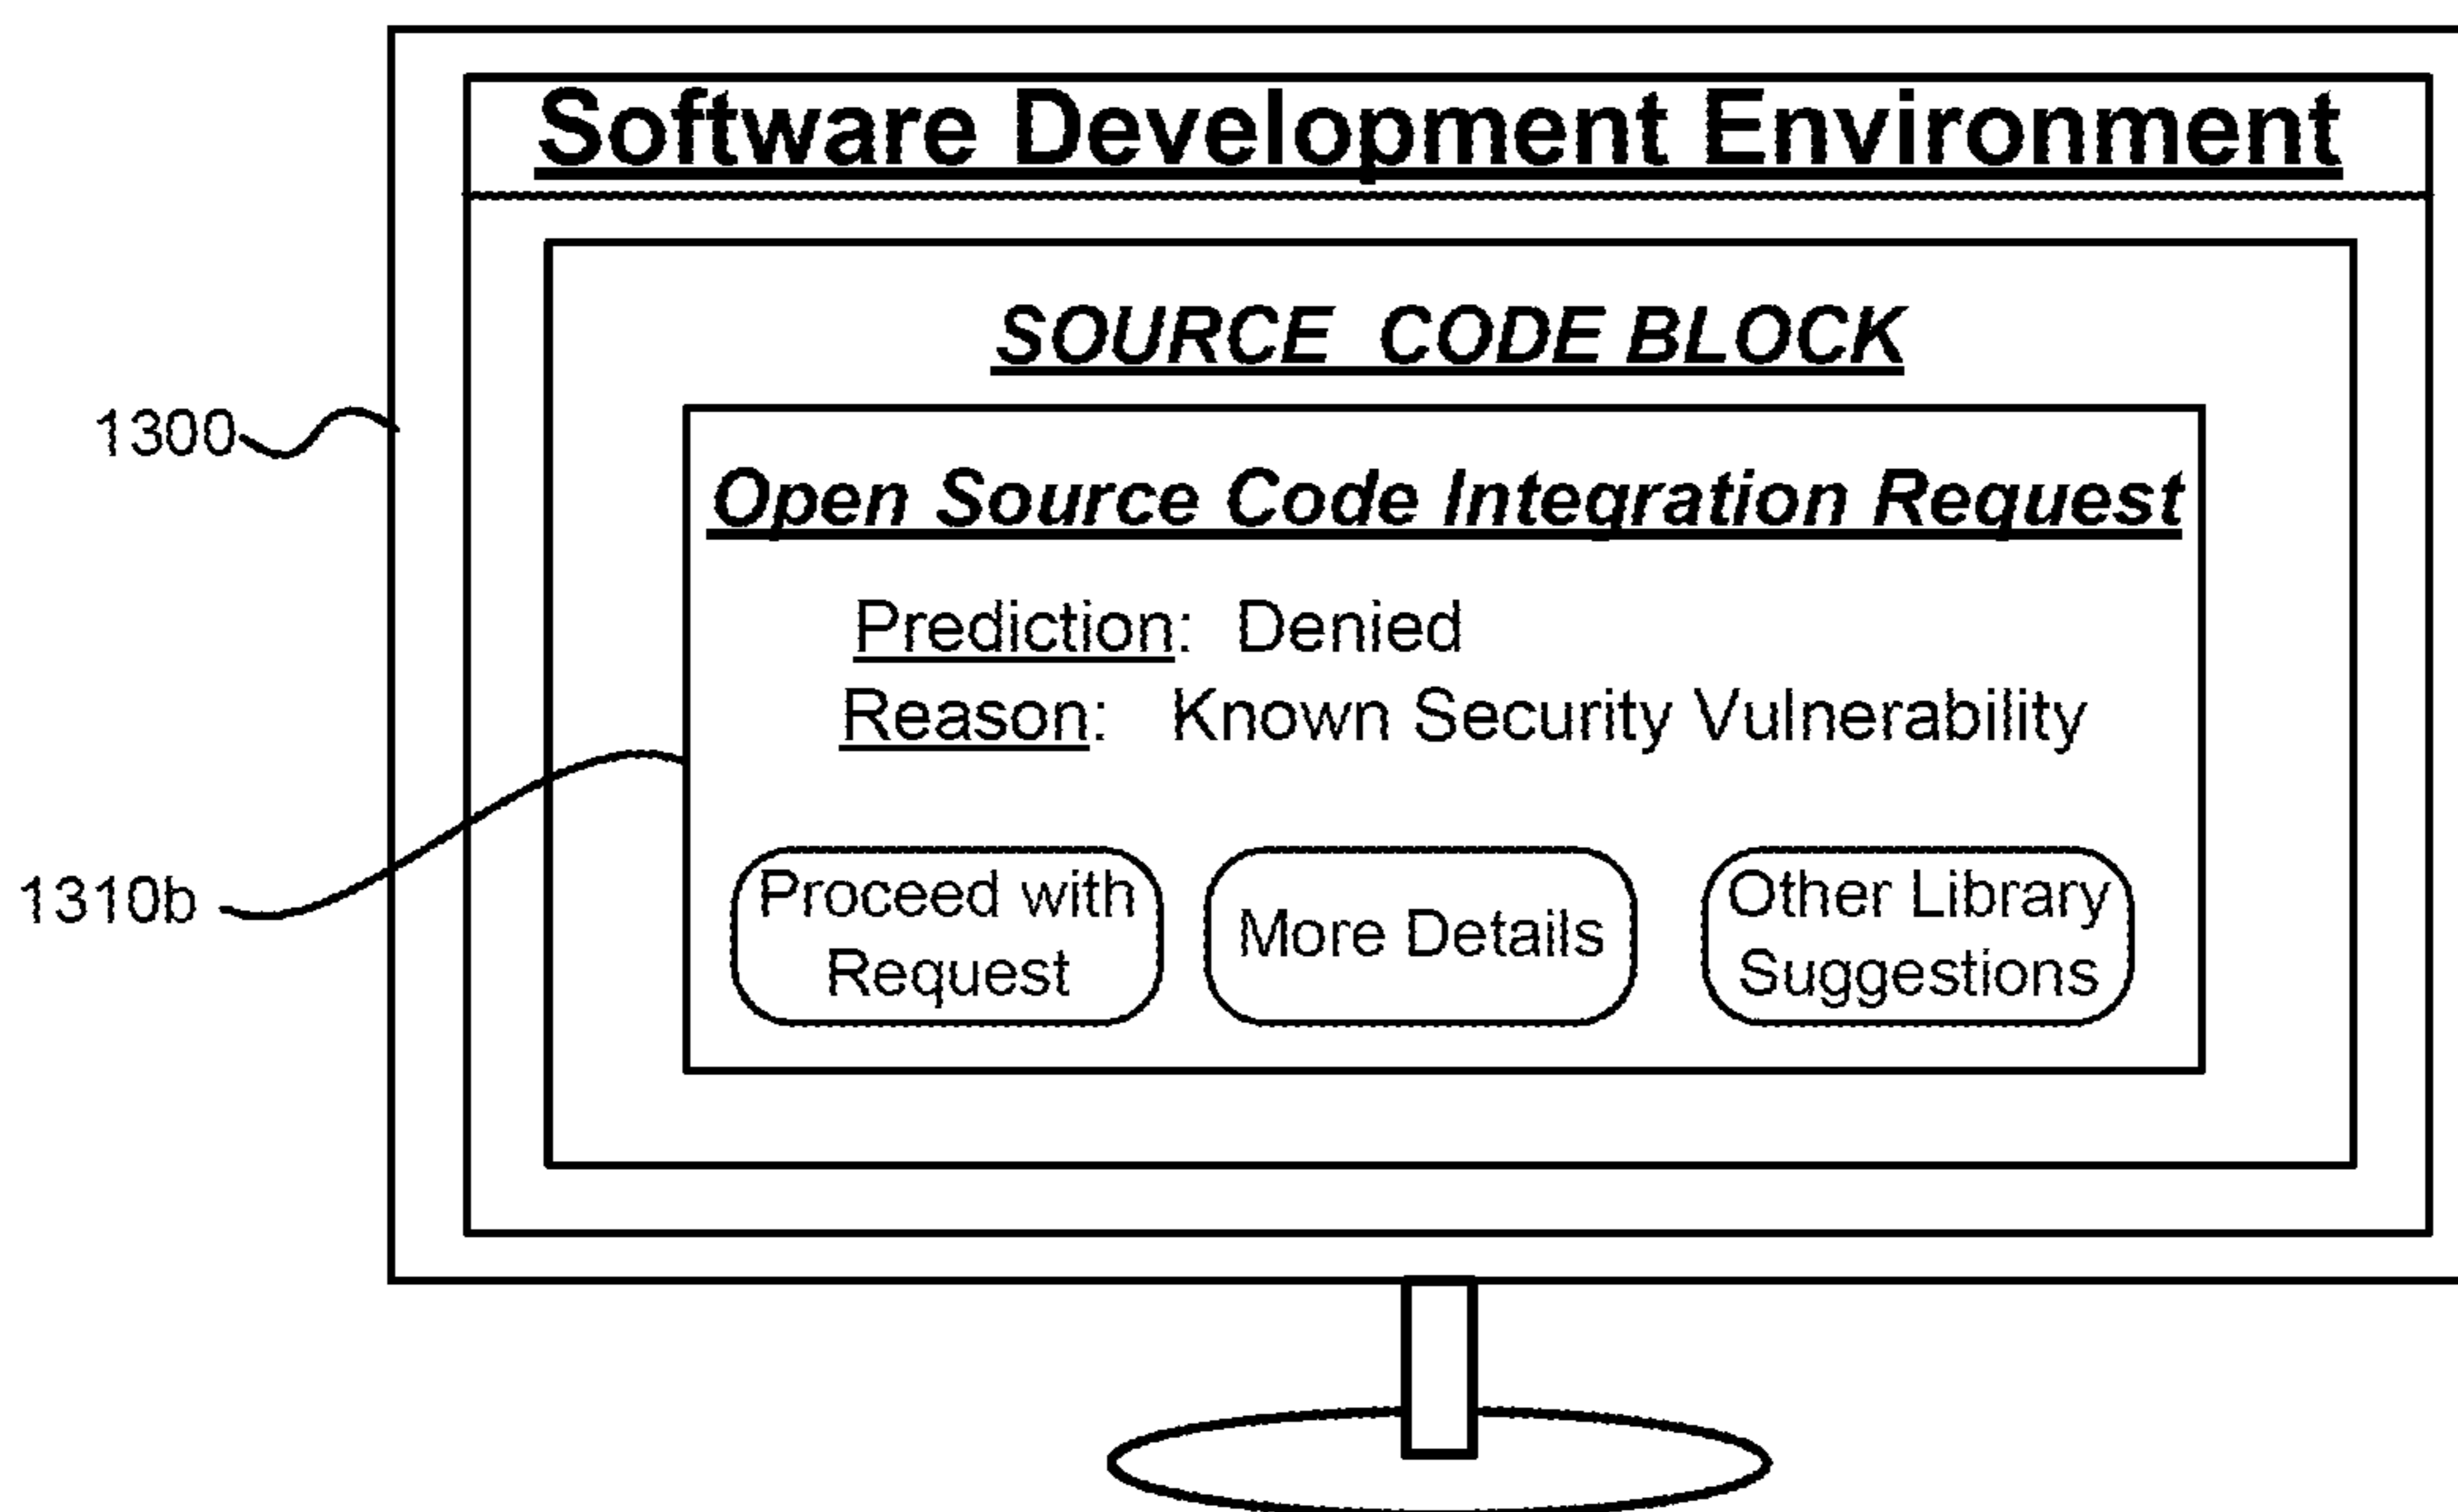 Software Development Environment
SOURCE CODE BLOCK
1300
Open Source Code Integration Request
Prediction: Denied
Reason: Known Security Vulnerability
1310b
Proceed with
Request
More Details
Other Library
Suggestions